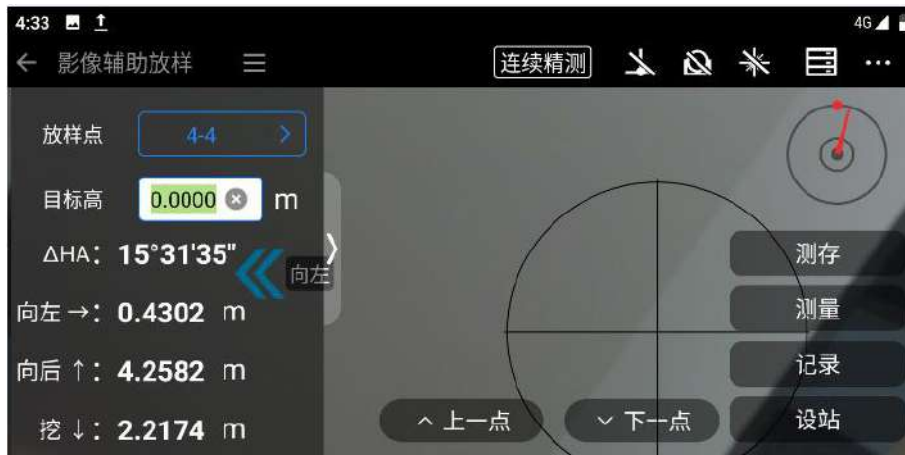 4:33 4G
影像辅助放样 连续精测
放样点 4-4
目标高 0.0000 m
ΔHA: 15°31'35"
向左
向左→: 0.4302 m
向后↑: 4.2582 m
挖↓: 2.2174 m
上一点 下一点
测存
测量
记录
设站